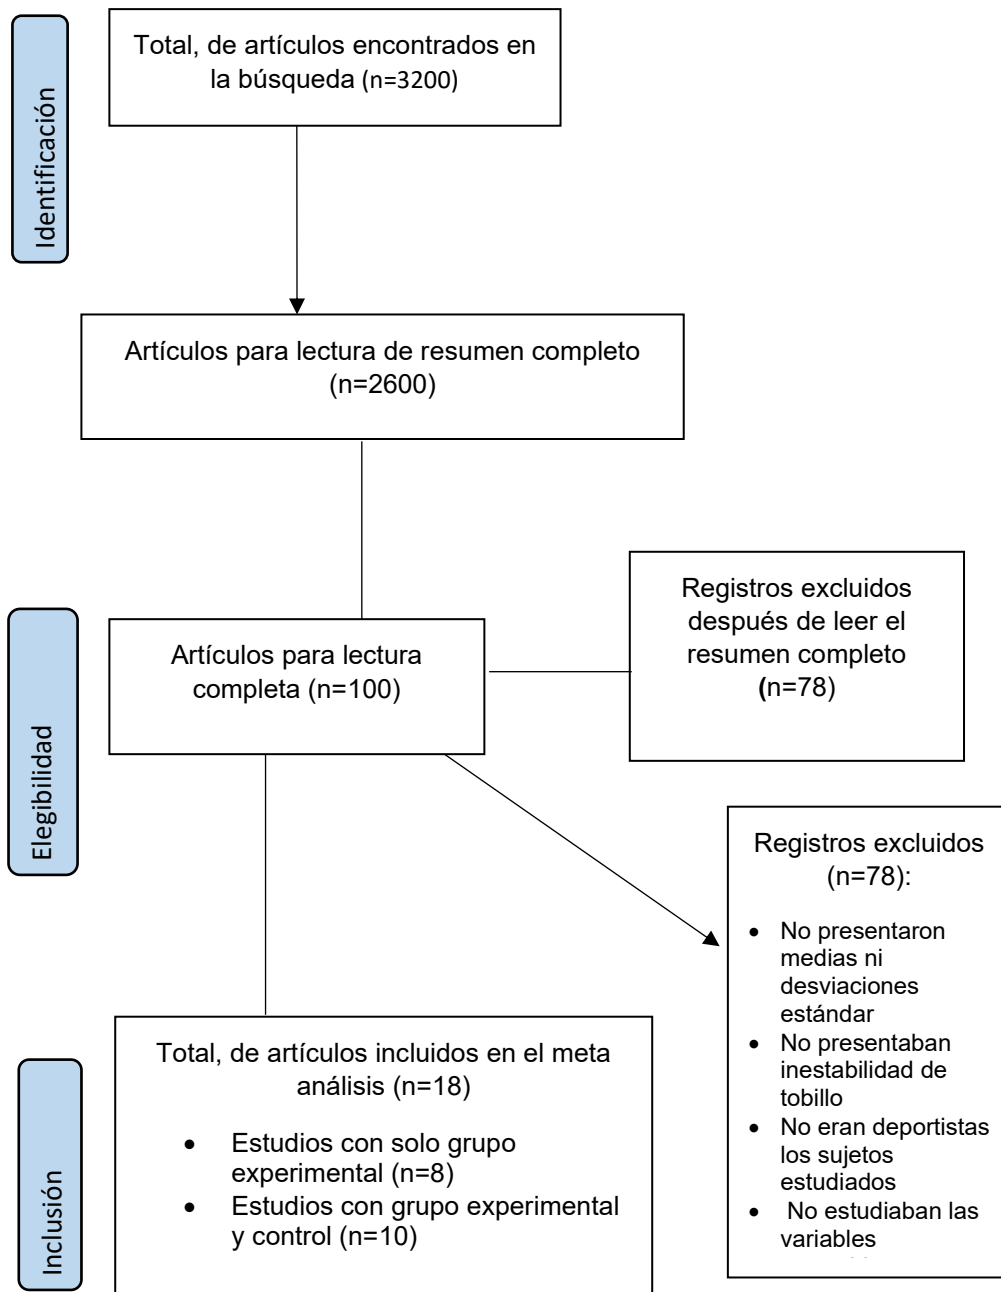 Identificación
Total, de artículos encontrados en
la búsqueda (n=3200)
Artículos para lectura de resumen completo
(n=2600)
Elegibilidad
Artículos para lectura
completa (n=100)
Registros excluidos
después de leer el
resumen completo
(n=78)
Registros excluidos
(n=78):
• No presentaron
medias ni
desviaciones
estándar
• No presentaban
inestabilidad de
tobillo
• No eran deportistas
los sujetos
estudiados
• No estudiaban las
variables
Inclusión
Total, de artículos incluidos en el meta
análisis (n=18)
• Estudios con solo grupo
experimental (n=8)
• Estudios con grupo experimental
y control (n=10)